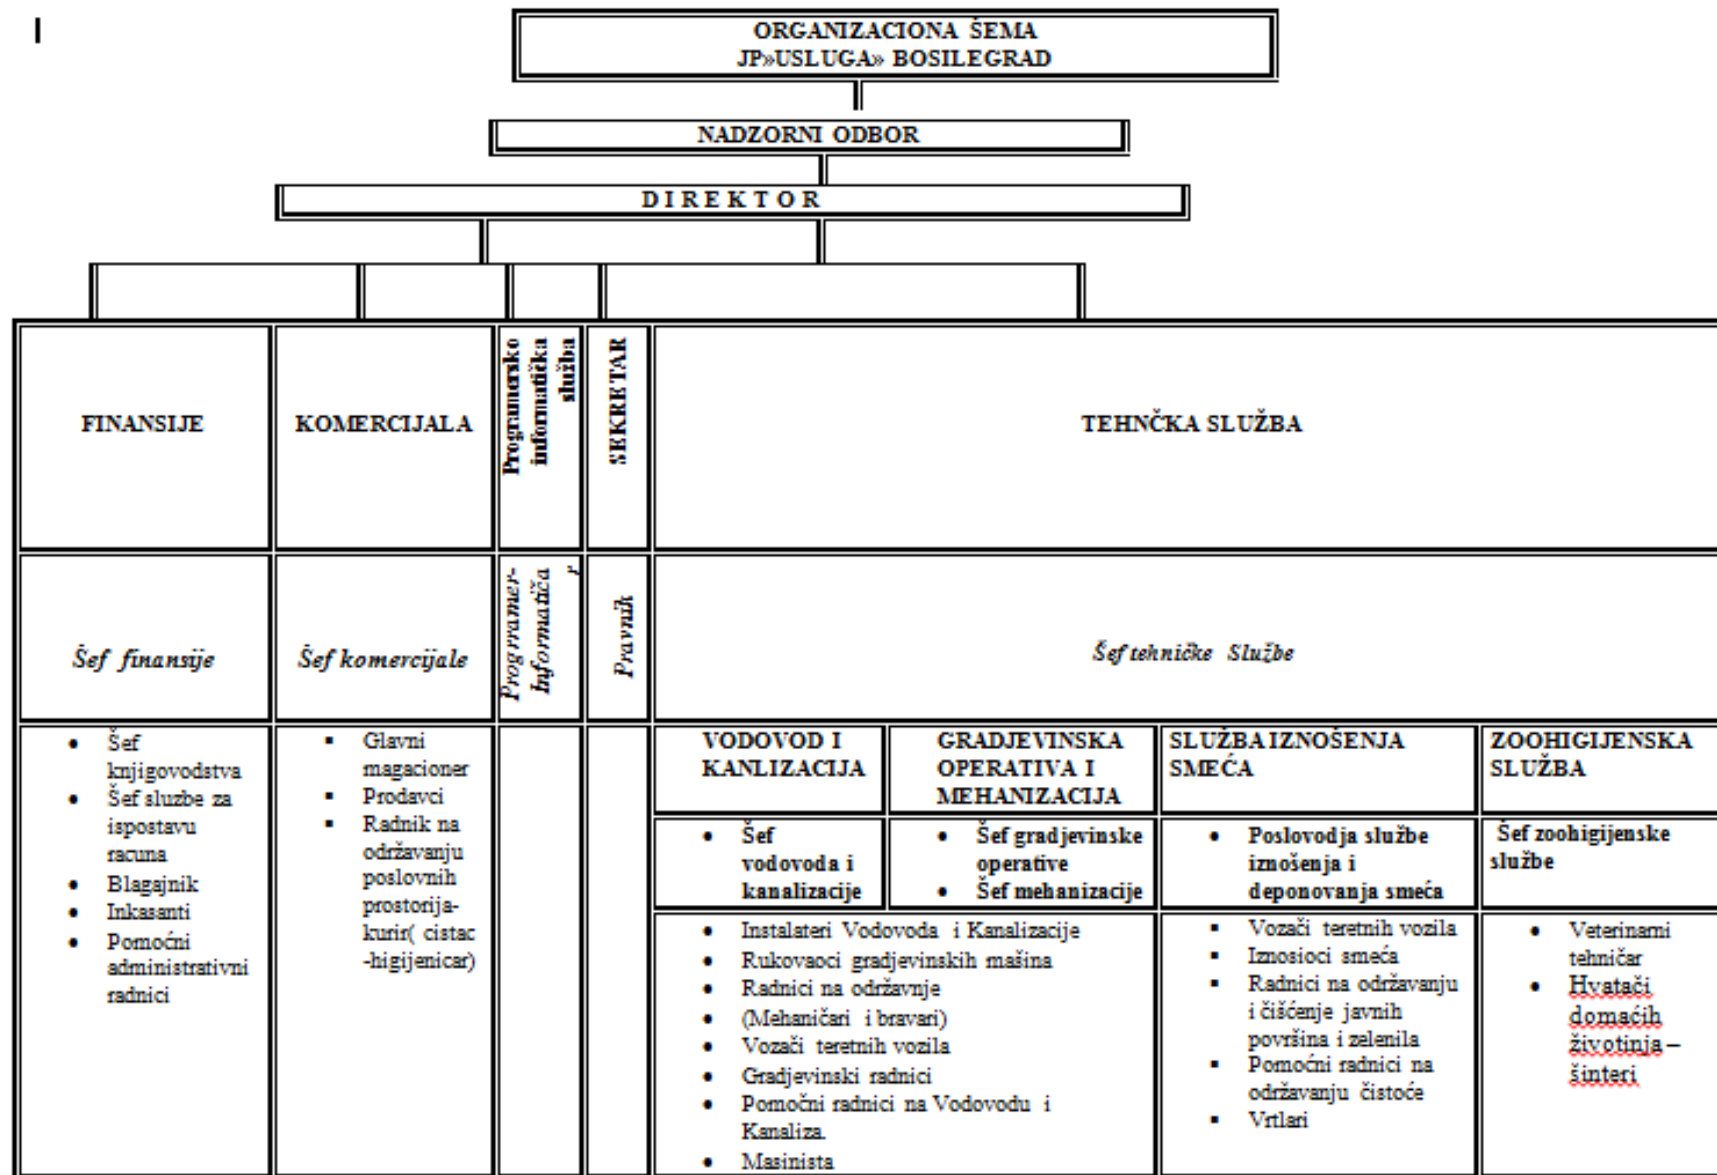 ORGANIZACIONA ŠEMA
JP»USLUGA» BOSILEGRAD
NADZORNI ODBOR
D I R E K T O R
FINANSIJE
KOMERCIJALA
Programersko
informatička
služba
SEKRETAR
TEHNČKA SLUŽBA
Šef finansije
Šef komercijale
Progrramer-
Informatiča
r
Pravnik
Šef tehničke Službe
• Šef
knjigovodstva
• Šef sluzbe za
ispostavu
racuna
• Blagajnik
• Inkasanti
• Pomoćni
administrativni
radnici
▪ Glavni
magacioner
▪ Prodavci
▪ Radnik na
održavanju
poslovnih
prostorija-
kurir( cistac
-higijenicar)
VODOVOD I
KANLIZACIJA
GRADJEVINSKA
OPERATIVA I
MEHANIZACIJA
SLUŽBA IZNOŠENJA
SMEĆA
ZOOHIGIJENSKA
SLUŽBA
• Šef
vodovoda i
kanalizacije
• Šef gradjevinske
operative
• Šef mehanizacije
• Poslovodja službe
iznošenja i
deponovanja smeća
Šef zoohigijenske
službe
• Instalateri Vodovoda i Kanalizacije
• Rukovaoci gradjevinskih mašina
• Radnici na održavnje
• (Mehaničari i bravari)
• Vozači teretnih vozila
• Gradjevinski radnici
• Pomočni radnici na Vodovodu i
Kanaliza.
• Masinista
▪ Vozači teretnih vozila
▪ Iznosioci smeća
▪ Radnici na održavanju
i čišćenje javnih
površina i zelenila
▪ Pomoćni radnici na
održavanju čistoće
▪ Vrtlari
• Veterinarni
tehničar
• Hvatači
domaćih
životinja –
šinteri